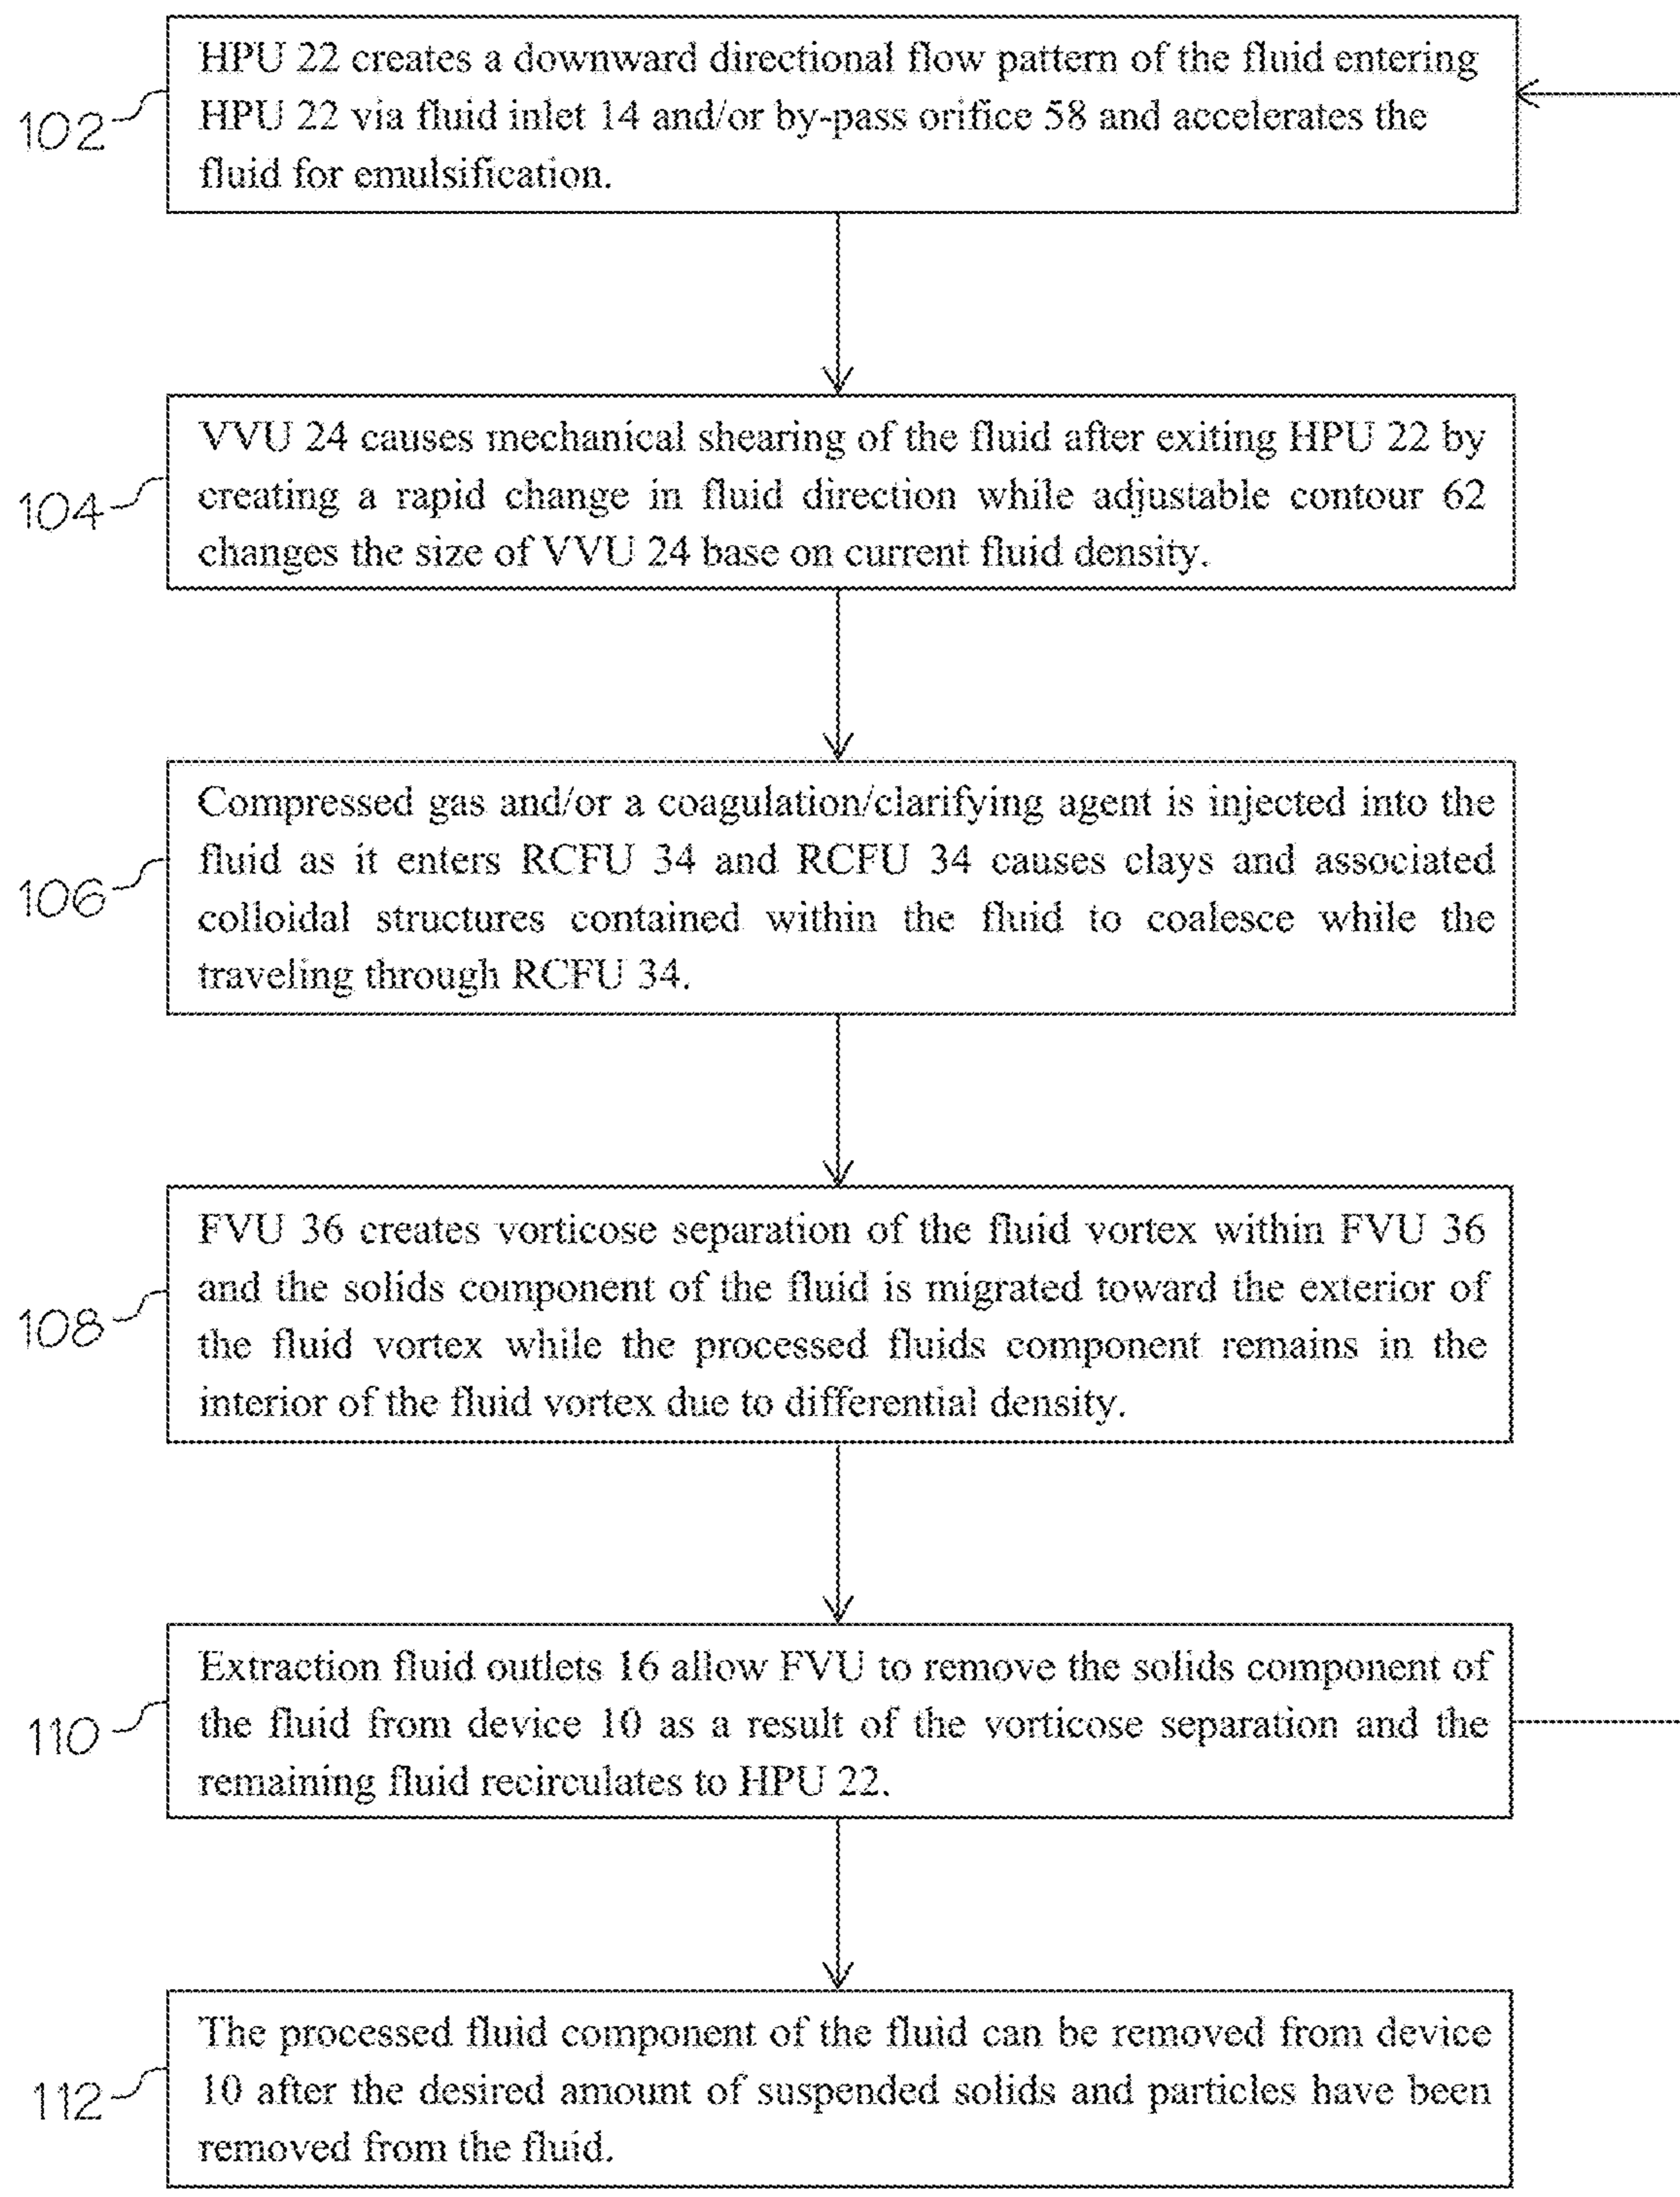 HPU 22 creates a downward directional flow pattern of the fluid entering
HPU 22 via fluid inlet 14 and/or by-pass orifice 58 and accelerates the
fluid for emulsification.
102
VVU 24 causes mechanical shearing of the fluid after exiting HPU 22 by
creating a rapid change in fluid direction while adjustable contour 62
changes the size of VVU 24 base on current fluid density.
104
Compressed gas and/or a coagulation/clarifying agent is injected into the
fluid as it enters RCFU 34 and RCFU 34 causes clays and associated
colloidal structures contained within the fluid to coalesce while the
traveling through RCFU 34.
106
FVU 36 creates vorticose separation of the fluid vortex within FVU 36
and the solids component of the fluid is migrated toward the exterior of
the fluid vortex while the processed fluids component remains in the
interior of the fluid vortex due to differential density.
108
Extraction fluid outlets 16 allow FVU to remove the solids component of
the fluid from device 10 as a result of the vorticose separation and the
remaining fluid recirculates to HPU 22.
110
The processed fluid component of the fluid can be removed from device
10 after the desired amount of suspended solids and particles have been
removed from the fluid.
112